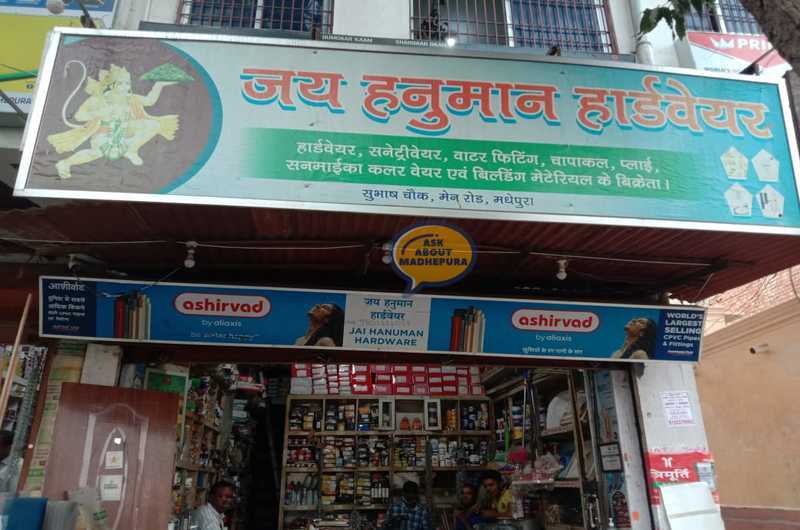 जय हनुमान हार्डवेयर
हार्डवेयर, सनेट्रीवेयर, वाटर फिटिंग, चापाकल, प्लाई,
सनमाईका कलर वेयर एवं बिल्डिंग मेटेरियल के बिक्रेता।
सुभाष चौक, मेन रोड, मधेपुरा
ASK
ABOUT
MADHEPURA
आशीर्वाद
ashirvad
by aliaxis
जय हनुमान
हार्डवेयर
JAI HANUMAN
HARDWARE
ashirvad
by aliaxis
WORLD'S
LARGEST
SELLING
CPVC Pipes
& Fittings
त्रिमूर्ति